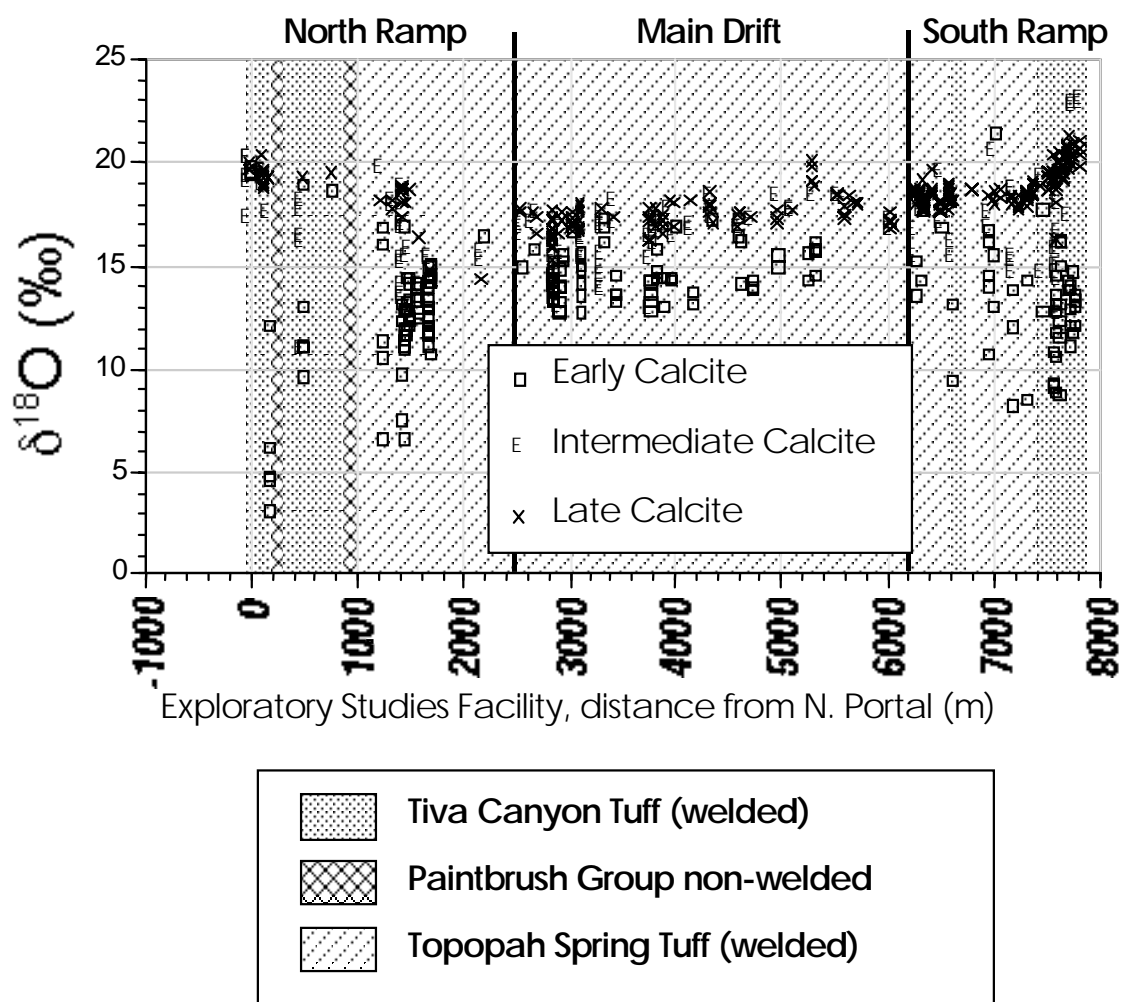 North Ramp Main Drift South Ramp
25
20
15
10
5
0
δ18O (‰)
Early Calcite
E Intermediate Calcite
× Late Calcite
-1000 0 1000 2000 3000 4000 5000 6000 7000 8000
Exploratory Studies Facility, distance from N. Portal (m)
Tiva Canyon Tuff (welded)
Paintbrush Group non-welded
Topopah Spring Tuff (welded)